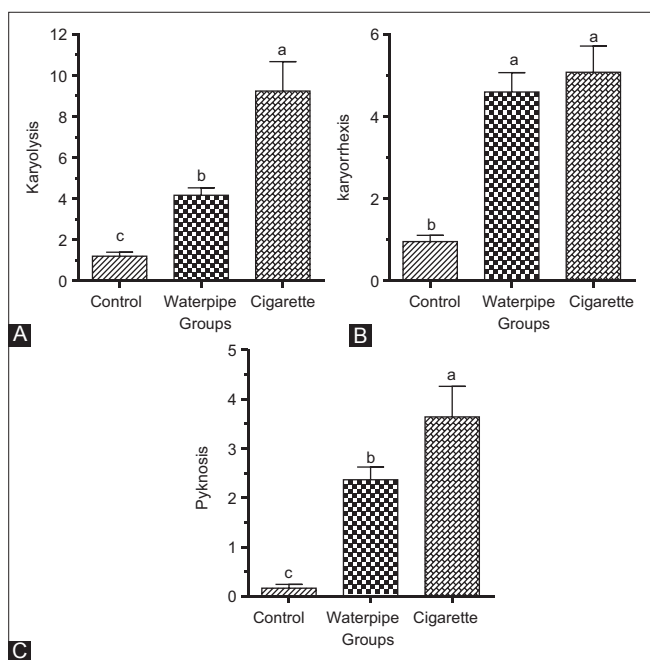 12
10
8
6
4
2
0
Karyolysis
c
b
a
Control Waterpipe Cigarette
Groups
A
6
4
2
0
karyorrhexis
b
a
a
Control Waterpipe Cigarette
Groups
B
5
4
3
2
1
0
Pyknosis
c
b
a
Control Waterpipe Cigarette
Groups
C